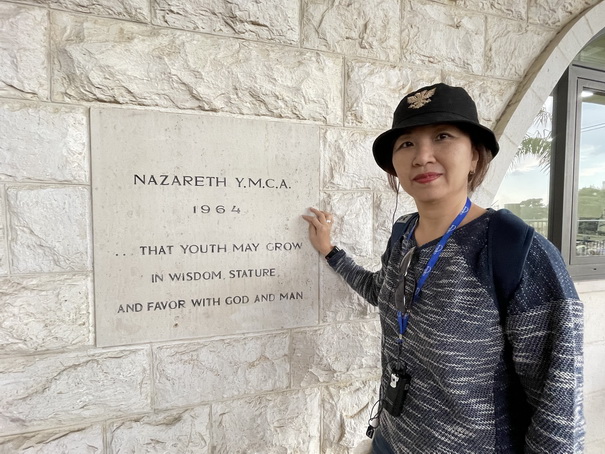 NAZARETH Y.M.C.A.
1964
... THAT YOUTH MAY GROW
IN WISDOM, STATURE,
AND FAVOR WITH GOD AND MAN